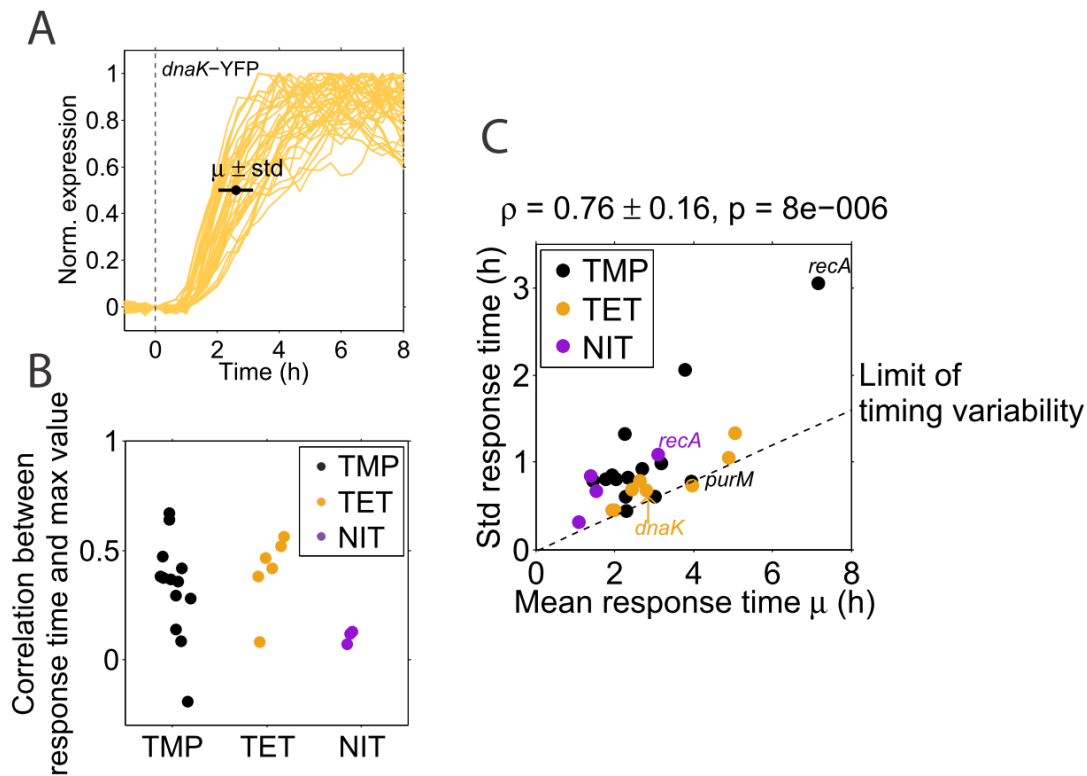 A
dnaK−YFP
1
0.8
0.6
0.4
0.2
0
Norm. expression
μ ± std
0 2 4 6 8
Time (h)
B
Correlation between
response time and max value
1
0.5
0
TMP
TET
NIT
TMP TET NIT
C
ρ = 0.76 ± 0.16, p = 8e−006
Std response time (h)
3
2
1
0
TMP
TET
NIT
recA
recA
purM
dnaK
Limit of
timing variability
0 2 4 6 8
Mean response time μ (h)